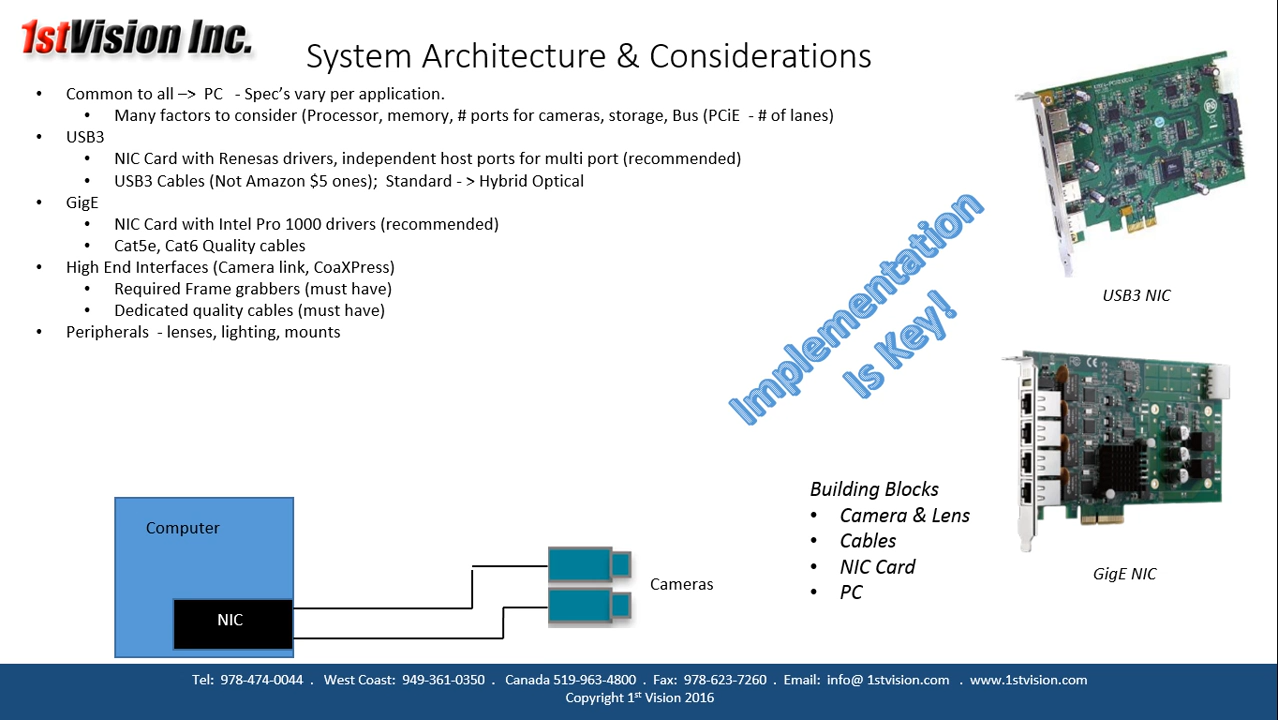 1stVision Inc.
System Architecture & Considerations
• Common to all –> PC - Spec's vary per application.
• Many factors to consider (Processor, memory, # ports for cameras, storage, Bus (PCiE - # of lanes)
• USB3
• NIC Card with Renesas drivers, independent host ports for multi port (recommended)
• USB3 Cables (Not Amazon $5 ones); Standard - > Hybrid Optical
• GigE
• NIC Card with Intel Pro 1000 drivers (recommended)
• Cat5e, Cat6 Quality cables
• High End Interfaces (Camera link, CoaXPress)
• Required Frame grabbers (must have)
• Dedicated quality cables (must have)
• Peripherals - lenses, lighting, mounts
Implementation
Is Key!
USB3 NIC
GigE NIC
Building Blocks
• Camera & Lens
• Cables
• NIC Card
• PC
Computer
NIC
Cameras
Tel: 978-474-0044 . West Coast: 949-361-0350 . Canada 519-963-4800 . Fax: 978-623-7260 . Email: info@ 1stvision.com . www.1stvision.com
Copyright 1st Vision 2016